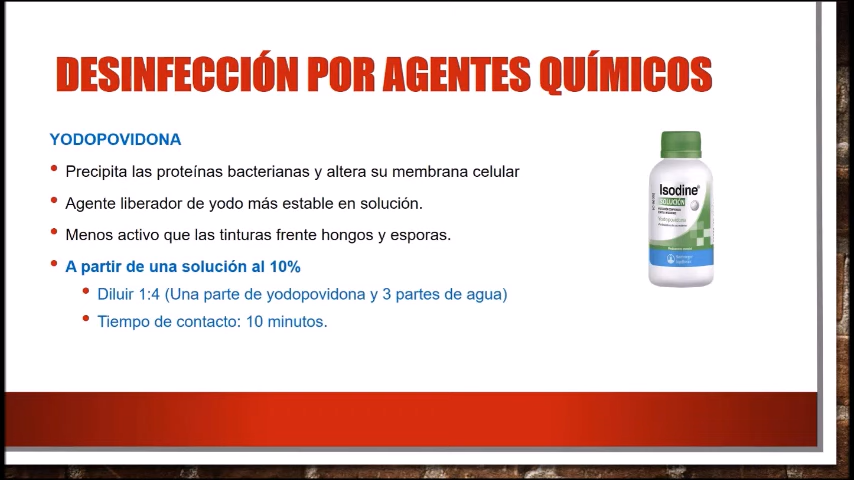 DESINFECCIÓN POR AGENTES QUÍMICOS
YODOPOVIDONA
Precipita las proteínas bacterianas y altera su membrana celular
Agente liberador de yodo más estable en solución.
Menos activo que las tinturas frente hongos y esporas.
A partir de una solución al 10%
Diluir 1:4 (Una parte de yodopovidona y 3 partes de agua)
Tiempo de contacto: 10 minutos.
Isodine
SOLUCIÓN